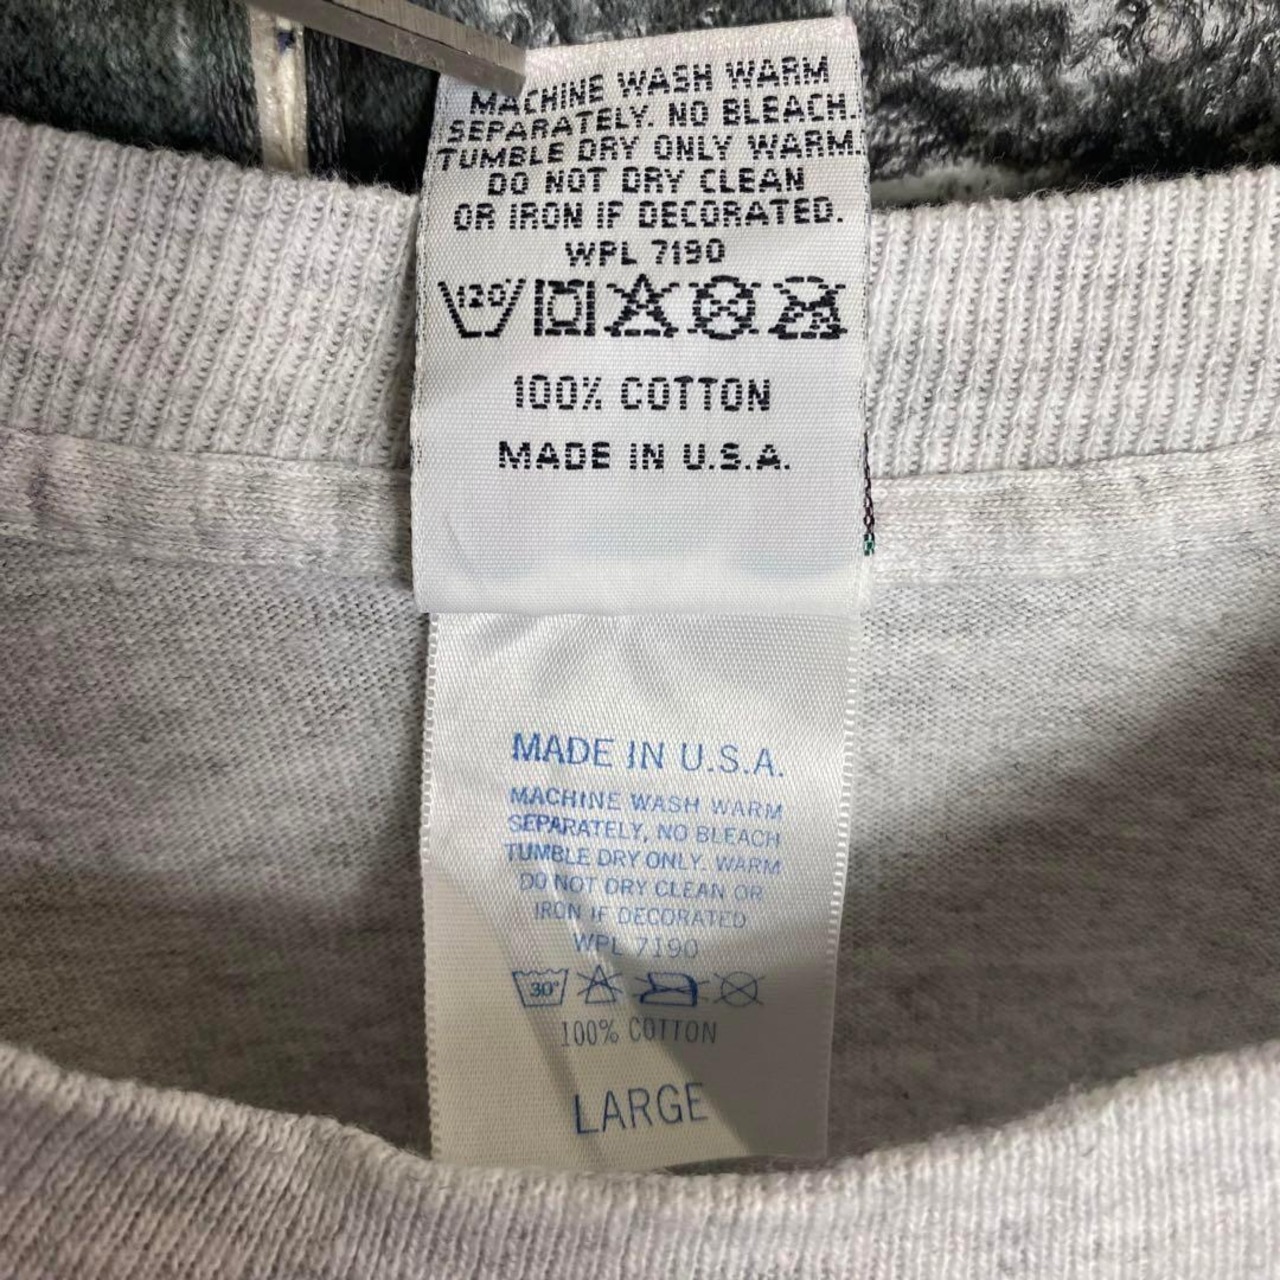 MACHINE WASH WARM
SEPARATELY. NO BLEACH.
TUMBLE DRY ONLY WARM.
DO NOT DRY CLEAN
OR IRON IF DECORATED.
WPL 7190
120°
100% COTTON
MADE IN U.S.A.
MADE IN U.S.A.
MACHINE WASH WARM
SEPARATELY, NO BLEACH
TUMBLE DRY ONLY. WARM
DO NOT DRY CLEAN OR
IRON IF DECORATED
WPL 7190
30°
100% COTTON
LARGE